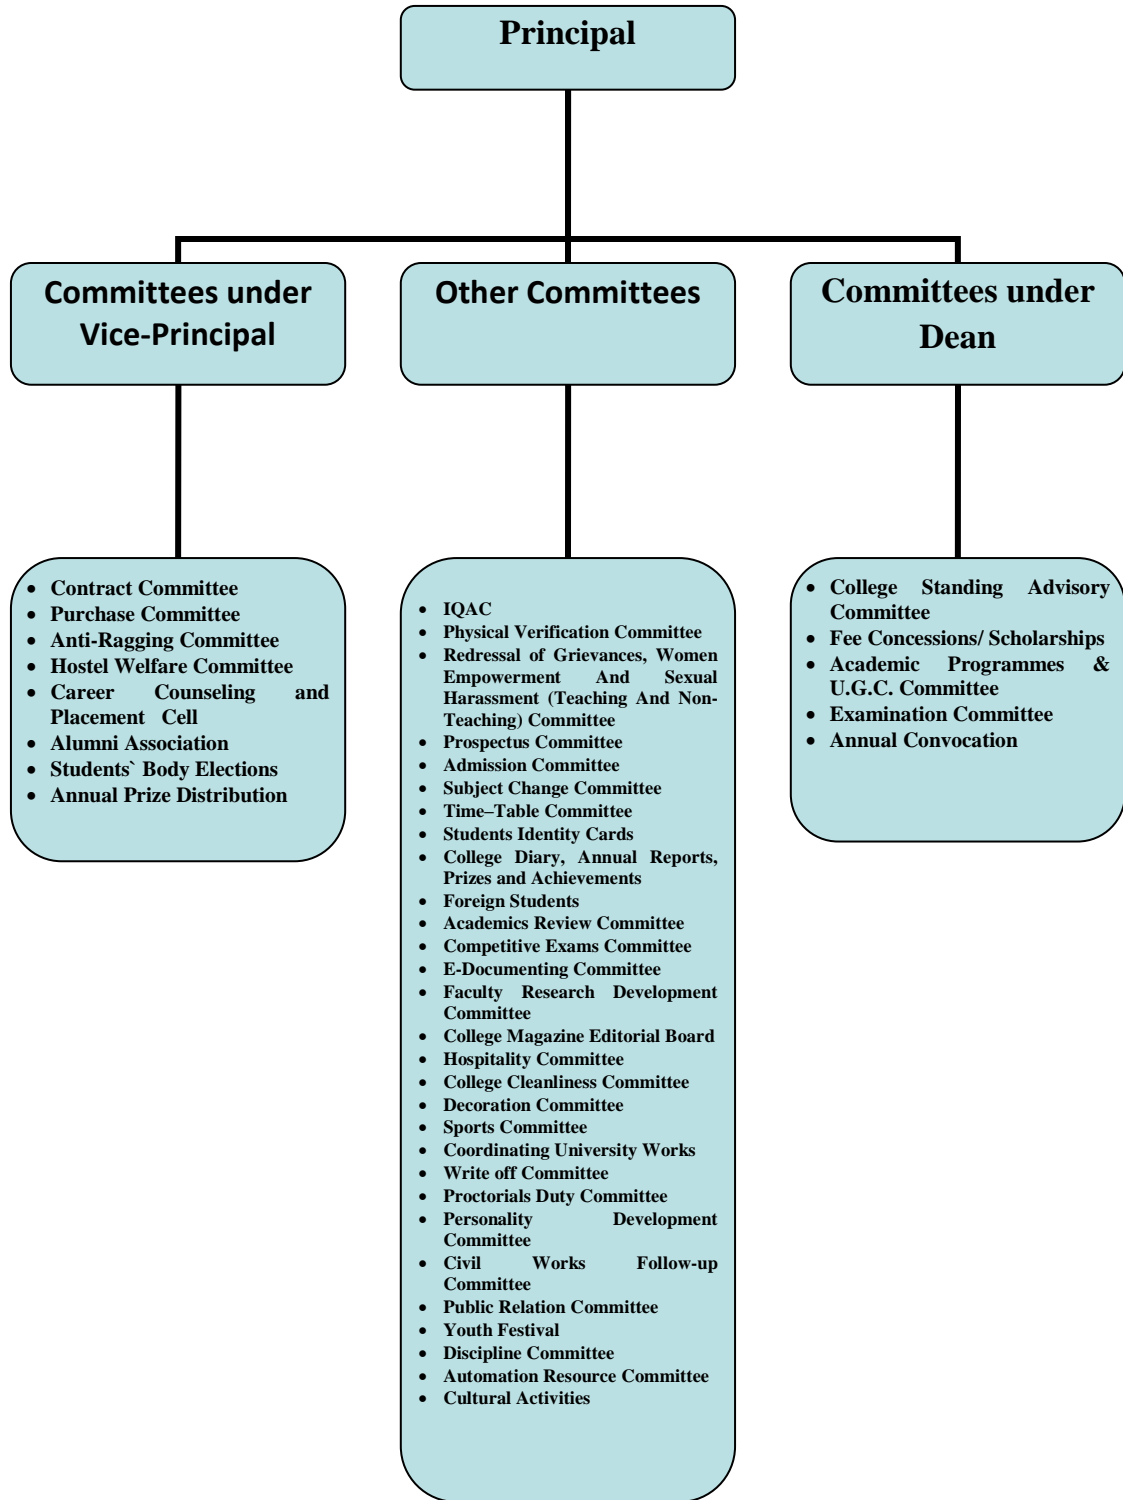 Principal
Committees under
Vice-Principal
Other Committees
Committees under
Dean
• Contract Committee
• Purchase Committee
• Anti-Ragging Committee
• Hostel Welfare Committee
• Career Counseling and
Placement Cell
• Alumni Association
• Students` Body Elections
• Annual Prize Distribution
• IQAC
• Physical Verification Committee
• Redressal of Grievances, Women
Empowerment And Sexual
Harassment (Teaching And Non-
Teaching) Committee
• Prospectus Committee
• Admission Committee
• Subject Change Committee
• Time–Table Committee
• Students Identity Cards
• College Diary, Annual Reports,
Prizes and Achievements
• Foreign Students
• Academics Review Committee
• Competitive Exams Committee
• E-Documenting Committee
• Faculty Research Development
Committee
• College Magazine Editorial Board
• Hospitality Committee
• College Cleanliness Committee
• Decoration Committee
• Sports Committee
• Coordinating University Works
• Write off Committee
• Proctorials Duty Committee
• Personality Development
Committee
• Civil Works Follow-up
Committee
• Public Relation Committee
• Youth Festival
• Discipline Committee
• Automation Resource Committee
• Cultural Activities
• College Standing Advisory
Committee
• Fee Concessions/ Scholarships
• Academic Programmes &
U.G.C. Committee
• Examination Committee
• Annual Convocation